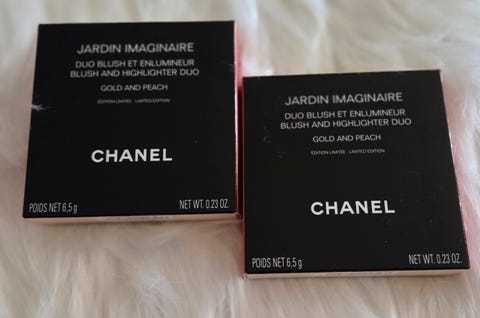 JARDIN IMAGINAIRE
DUO BLUSH ET ENLUMINEUR
BLUSH AND HIGHLIGHTER DUO
GOLD AND PEACH
ÉDITION LIMITÉE - LIMITED EDITION
CHANEL
POIDS NET 6,5 g
NET WT. 0.23 OZ.
JARDIN IMAGINAIRE
DUO BLUSH ET ENLUMINEUR
BLUSH AND HIGHLIGHTER DUO
GOLD AND PEACH
ÉDITION LIMITÉE - LIMITED EDITION
CHANEL
POIDS NET 6,5 g
NET WT. 0.23 OZ.